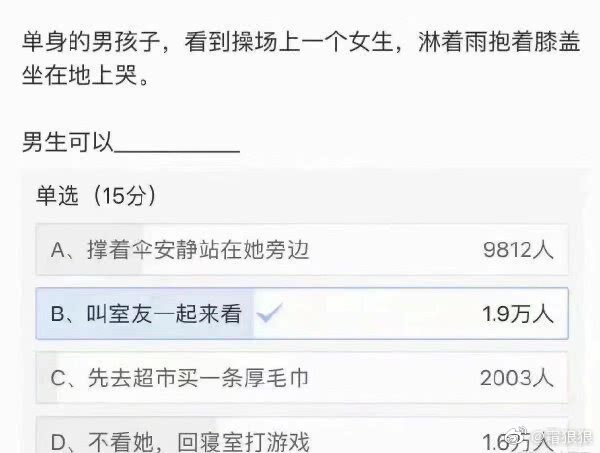 单身的男孩子，看到操场上一个女生，淋着雨抱着膝盖
坐在地上哭。
男生可以___________
单选（15分）
A、撑着伞安静站在她旁边 9812人
B、叫室友一起来看 1.9万人
C、先去超市买一条厚毛巾 2003人
D、不看她，回寝室打游戏 1.6万人